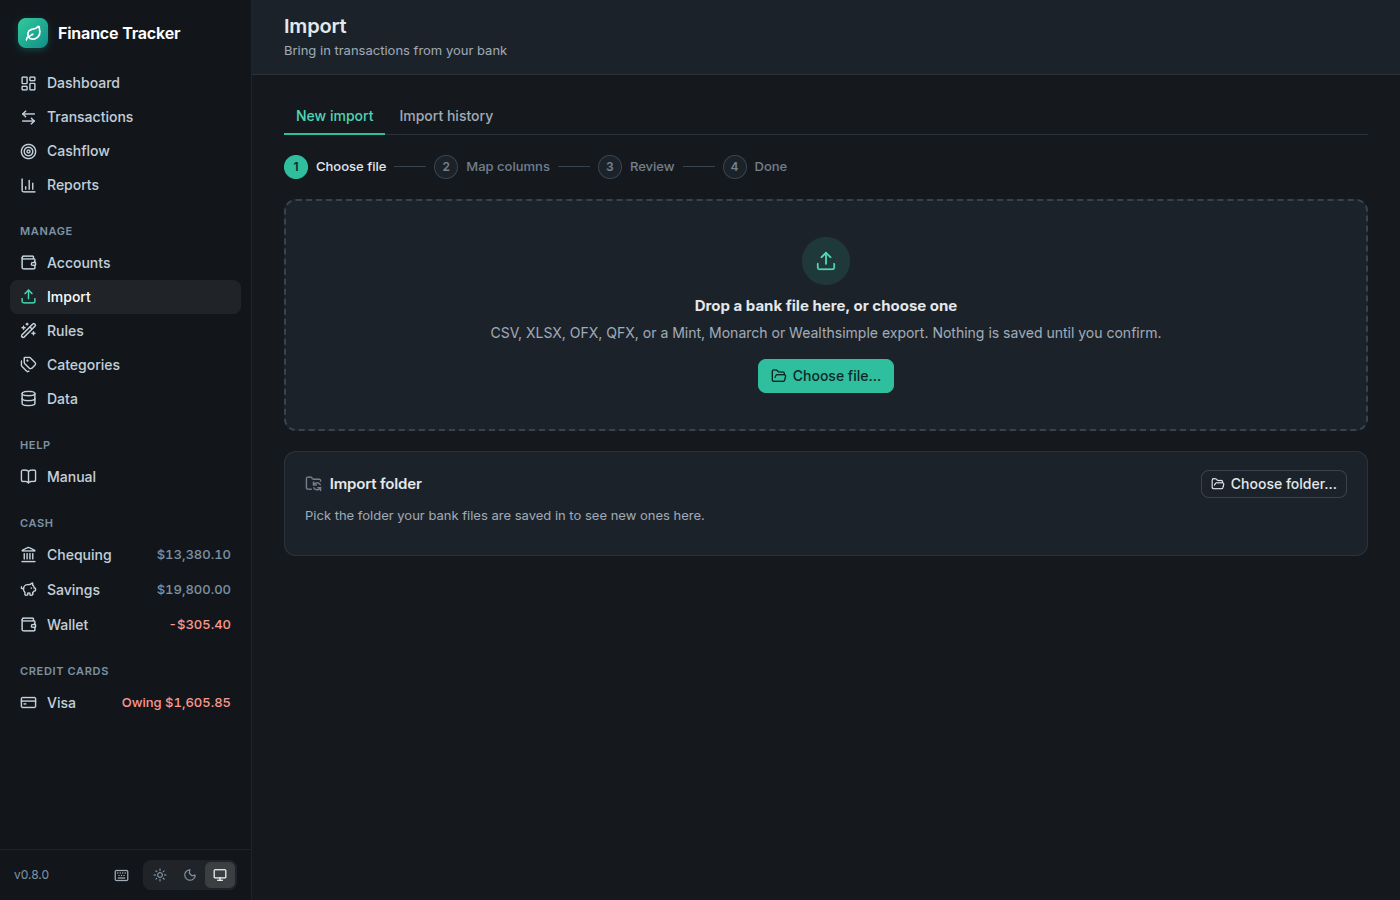 Finance Tracker
Dashboard
Transactions
Cashflow
Reports
MANAGE
Accounts
Import
Rules
Categories
Data
HELP
Manual
CASH
Chequing $13,380.10
Savings $19,800.00
Wallet -$305.40
CREDIT CARDS
Visa Owing $1,605.85
v0.8.0
Import
Bring in transactions from your bank
New import Import history
1 Choose file 2 Map columns 3 Review 4 Done
Drop a bank file here, or choose one
CSV, XLSX, OFX, QFX, or a Mint, Monarch or Wealthsimple export. Nothing is saved until you confirm.
Choose file...
Import folder Choose folder...
Pick the folder your bank files are saved in to see new ones here.